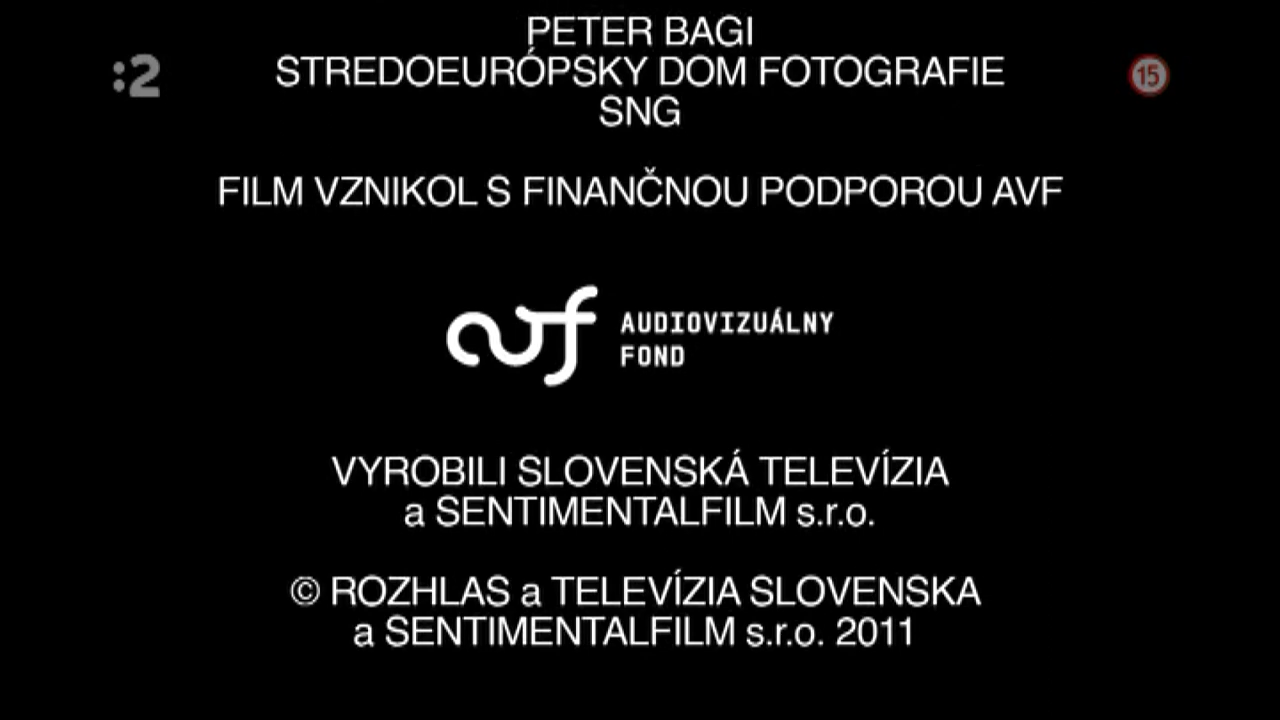 PETER BAGI
:2
STREDOEURÓPSKY DOM FOTOGRAFIE
15
SNG
FILM VZNIKOL S FINANČNOU PODPOROU AVF
avf
AUDIOVIZUÁLNY
FOND
VYROBILI SLOVENSKÁ TELEVÍZIA
a SENTIMENTALFILM s.r.o.
© ROZHLAS a TELEVÍZIA SLOVENSKA
a SENTIMENTALFILM s.r.o. 2011